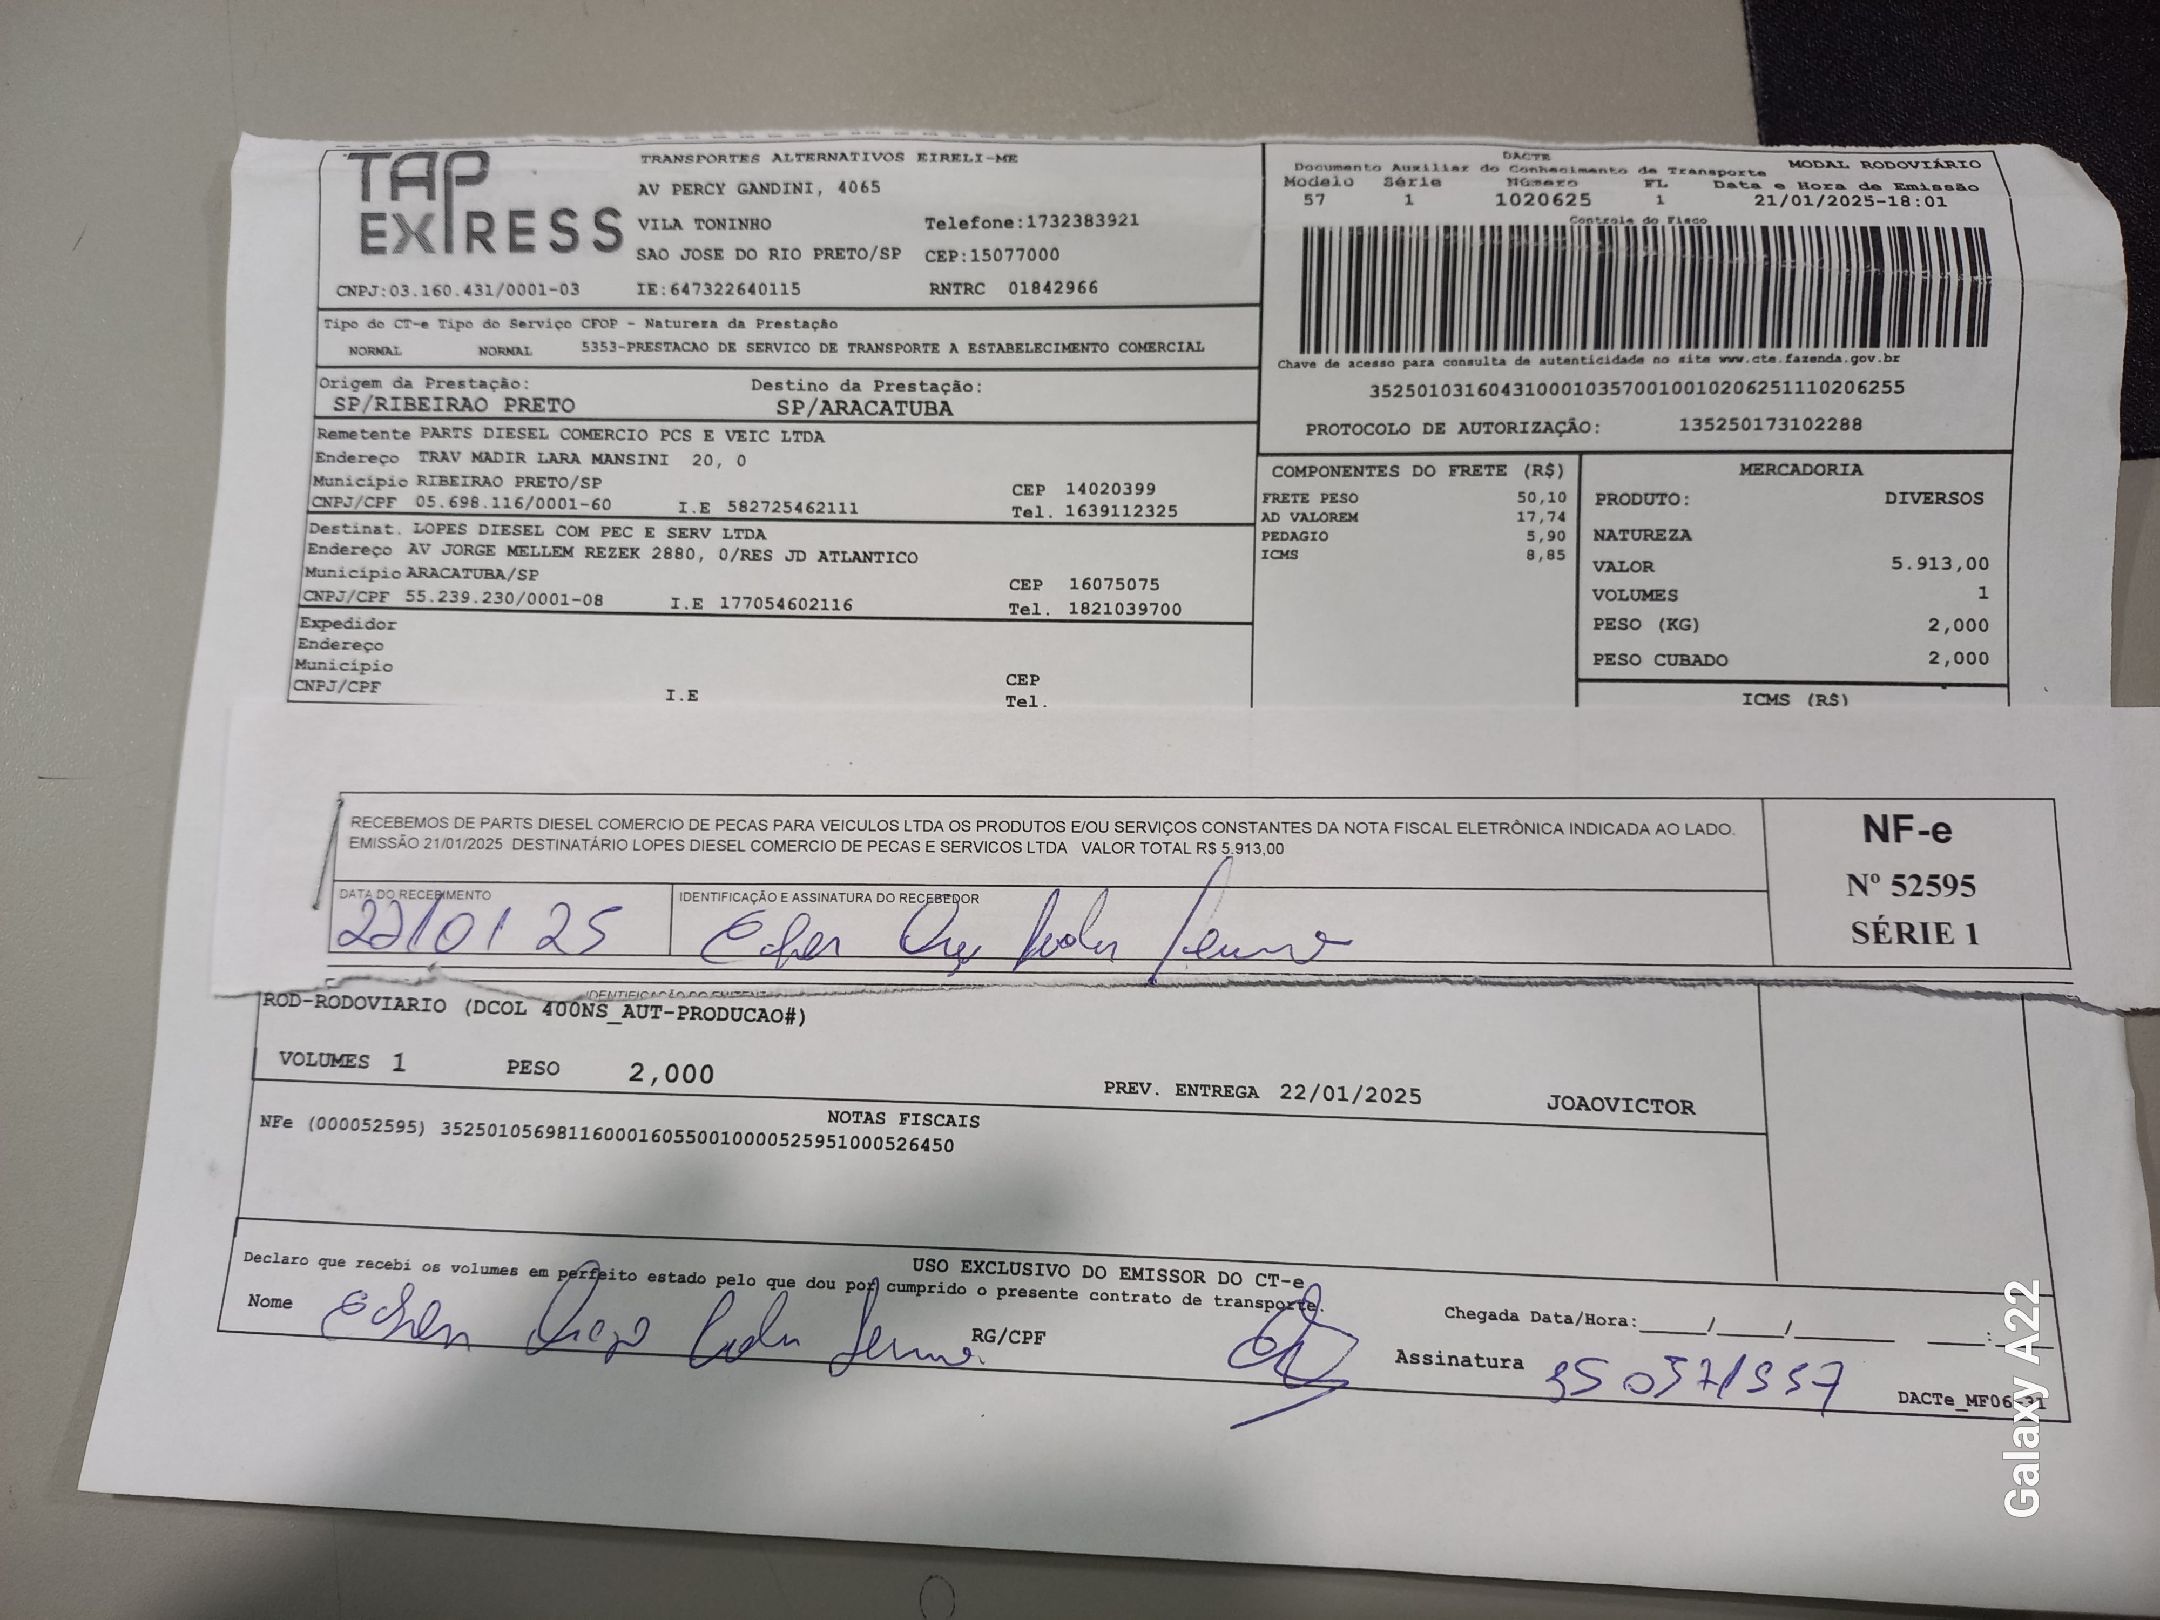 TAP EXPRESS
TRANSPORTES ALTERNATIVOS EIRELI-ME
AV PERCY GANDINI, 4065
VILA TONINHO Telefone:1732383921
SAO JOSE DO RIO PRETO/SP CEP:15077000
CNPJ:03.160.431/0001-03 IE:647322640115 RNTRC 01842966
DACTE
Documento Auxiliar do Conhecimento de Transporte MODAL RODOVIÁRIO
Modelo Série Número FL Data e Hora de Emissão
57 1 1020625 1 21/01/2025-18:01
Controle do Fisco
Chave de acesso para consulta de autenticidade no site www.cte.fazenda.gov.br
35250103160431000103570010010206251110206255
PROTOCOLO DE AUTORIZAÇÃO: 135250173102288
Tipo do CT-e Tipo do Serviço CFOP - Natureza da Prestação
NORMAL NORMAL 5353-PRESTACAO DE SERVICO DE TRANSPORTE A ESTABELECIMENTO COMERCIAL
Origem da Prestação: Destino da Prestação:
SP/RIBEIRAO PRETO SP/ARACATUBA
Remetente PARTS DIESEL COMERCIO PCS E VEIC LTDA
Endereço TRAV MADIR LARA MANSINI 20, 0
Município RIBEIRAO PRETO/SP CEP 14020399
CNPJ/CPF 05.698.116/0001-60 I.E 582725462111 Tel. 1639112325
Destinat. LOPES DIESEL COM PEC E SERV LTDA
Endereço AV JORGE MELLEM REZEK 2880, 0/RES JD ATLANTICO
Município ARACATUBA/SP CEP 16075075
CNPJ/CPF 55.239.230/0001-08 I.E 177054602116 Tel. 1821039700
Expedidor
Endereço
Município CEP
CNPJ/CPF I.E Tel.
COMPONENTES DO FRETE (R$)
FRETE PESO 50,10
AD VALOREM 17,74
PEDAGIO 5,90
ICMS 8,85
MERCADORIA
PRODUTO: DIVERSOS
NATUREZA
VALOR 5.913,00
VOLUMES 1
PESO (KG) 2,000
PESO CUBADO 2,000
ICMS (R$)
RECEBEMOS DE PARTS DIESEL COMERCIO DE PECAS PARA VEICULOS LTDA OS PRODUTOS E/OU SERVIÇOS CONSTANTES DA NOTA FISCAL ELETRÔNICA INDICADA AO LADO.
EMISSÃO 21/01/2025 DESTINATÁRIO LOPES DIESEL COMERCIO DE PECAS E SERVICOS LTDA VALOR TOTAL R$ 5.913,00
DATA DO RECEBIMENTO IDENTIFICAÇÃO E ASSINATURA DO RECEBEDOR
22/01 25
NF-e
Nº 52595
SÉRIE 1
ROD-RODOVIARIO (DCOL 400NS_AUT-PRODUCAO#)
VOLUMES 1 PESO 2,000 PREV. ENTREGA 22/01/2025 JOAOVICTOR
NOTAS FISCAIS
NFe (000052595) 35250105698116000160550010000525951000526450
USO EXCLUSIVO DO EMISSOR DO CT-e
Declaro que recebi os volumes em perfeito estado pelo que dou por cumprido o presente contrato de transporte.
Nome RG/CPF Chegada Data/Hora:
Assinatura
Galaxy A22